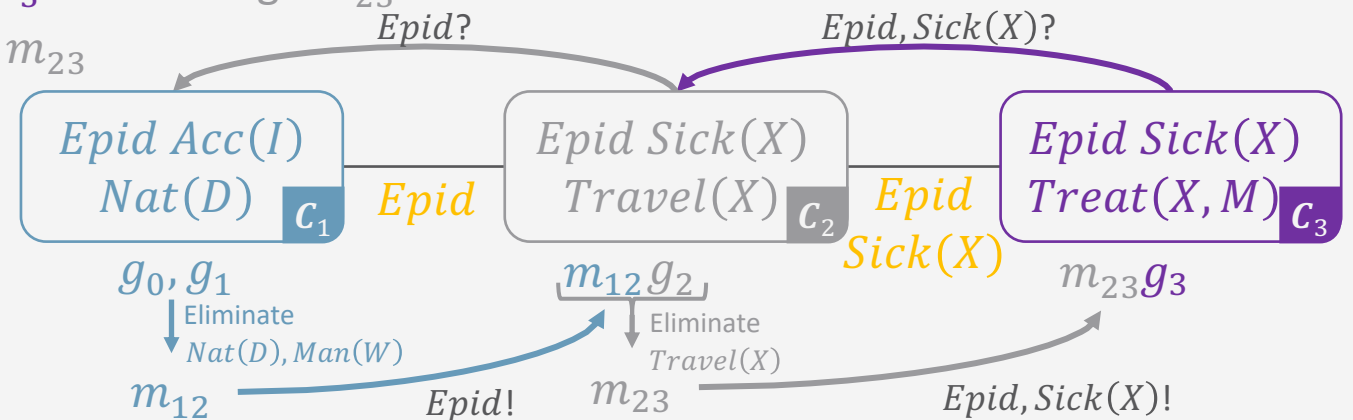 m₂₃
Epid?
Epid, Sick(X)?
Epid Acc(I)
Nat(D)
C₁
Epid
Epid Sick(X)
Travel(X)
C₂
Epid
Sick(X)
Epid Sick(X)
Treat(X, M)
C₃
g₀, g₁
m₁₂g₂
m₂₃g₃
Eliminate
Nat(D), Man(W)
Eliminate
Travel(X)
m₁₂
Epid!
m₂₃
Epid, Sick(X)!